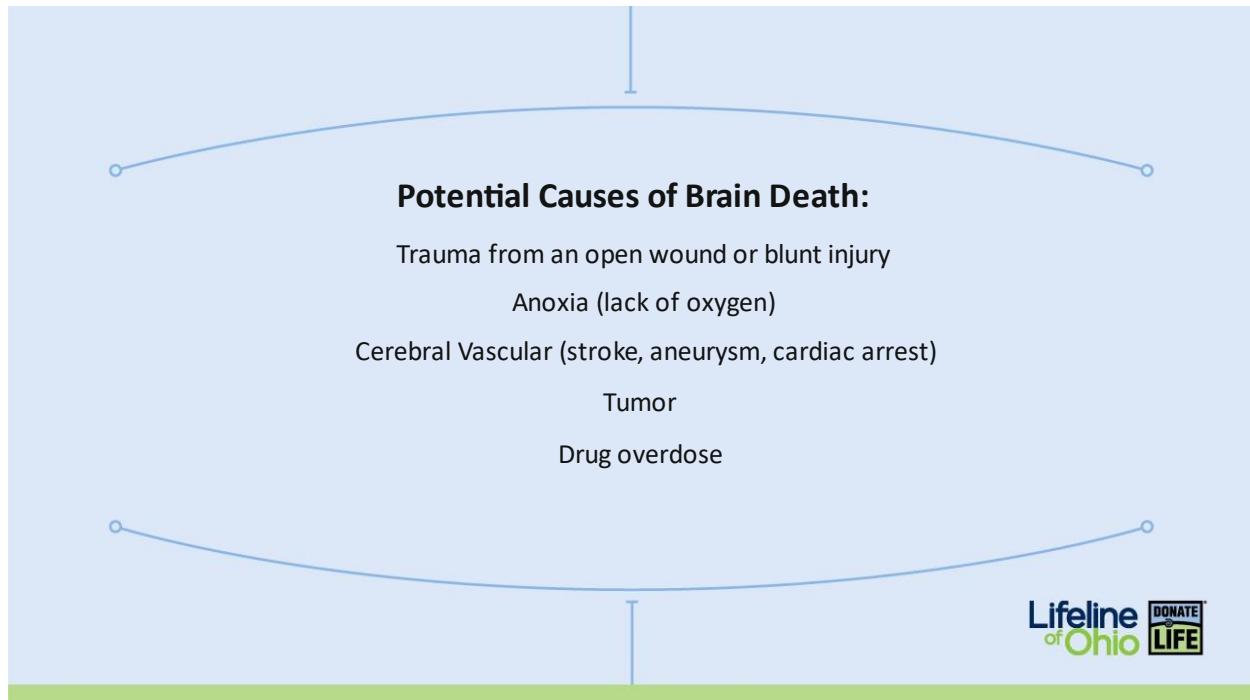 Potential Causes of Brain Death:
Trauma from an open wound or blunt injury
Anoxia (lack of oxygen)
Cerebral Vascular (stroke, aneurysm, cardiac arrest)
Tumor
Drug overdose
Lifeline
of Ohio
DONATE
LIFE